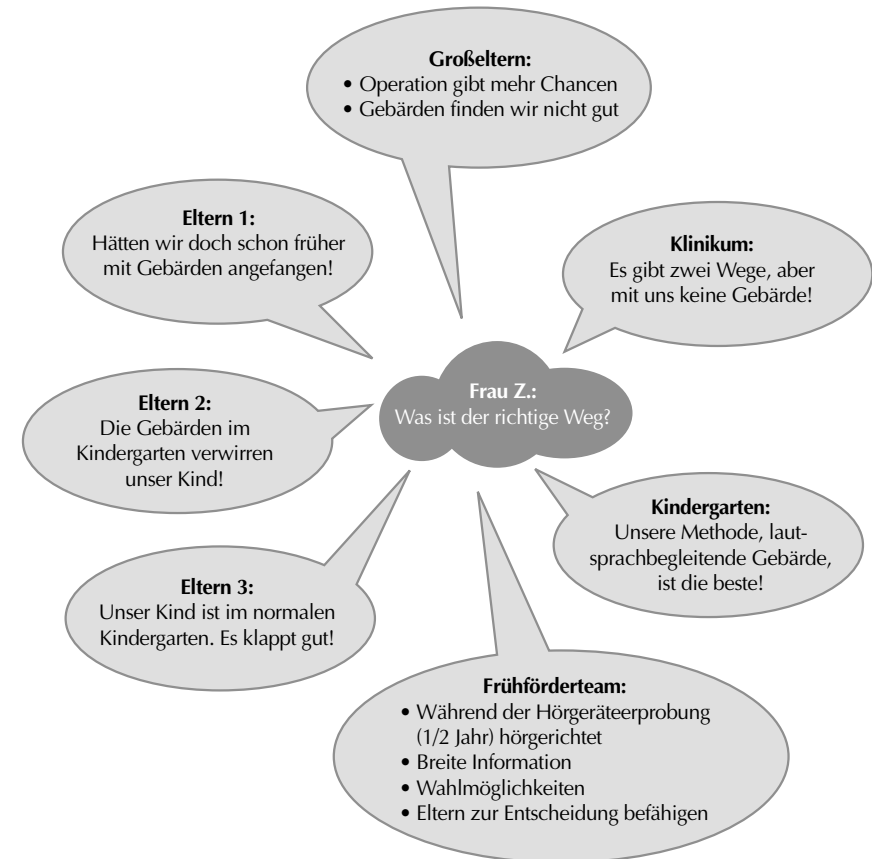 Großeltern:
• Operation gibt mehr Chancen
• Gebärden finden wir nicht gut
Eltern 1:
Hätten wir doch schon früher
mit Gebärden angefangen!
Klinikum:
Es gibt zwei Wege, aber
mit uns keine Gebärde!
Frau Z.:
Was ist der richtige Weg?
Eltern 2:
Die Gebärden im
Kindergarten verwirren
unser Kind!
Kindergarten:
Unsere Methode, laut-
sprachbegleitende Gebärde,
ist die beste!
Eltern 3:
Unser Kind ist im normalen
Kindergarten. Es klappt gut!
Frühförderteam:
• Während der Hörgeräteerprobung
(1/2 Jahr) hörgerichtet
• Breite Information
• Wahlmöglichkeiten
• Eltern zur Entscheidung befähigen